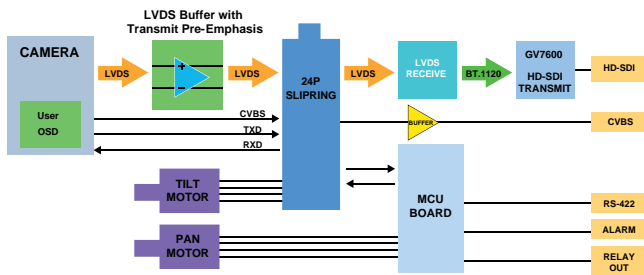 LVDS Buffer with
Transmit Pre-Emphasis
CAMERA
LVDS
LVDS
24P
SLIPRING
LVDS
LVDS
RECEIVE
BT.1120
GV7600
HD-SDI
TRANSMIT
HD-SDI
User
OSD
CVBS
TXD
RXD
BUFFER
CVBS
TILT
MOTOR
MCU
BOARD
RS-422
PAN
MOTOR
ALARM
RELAY
OUT